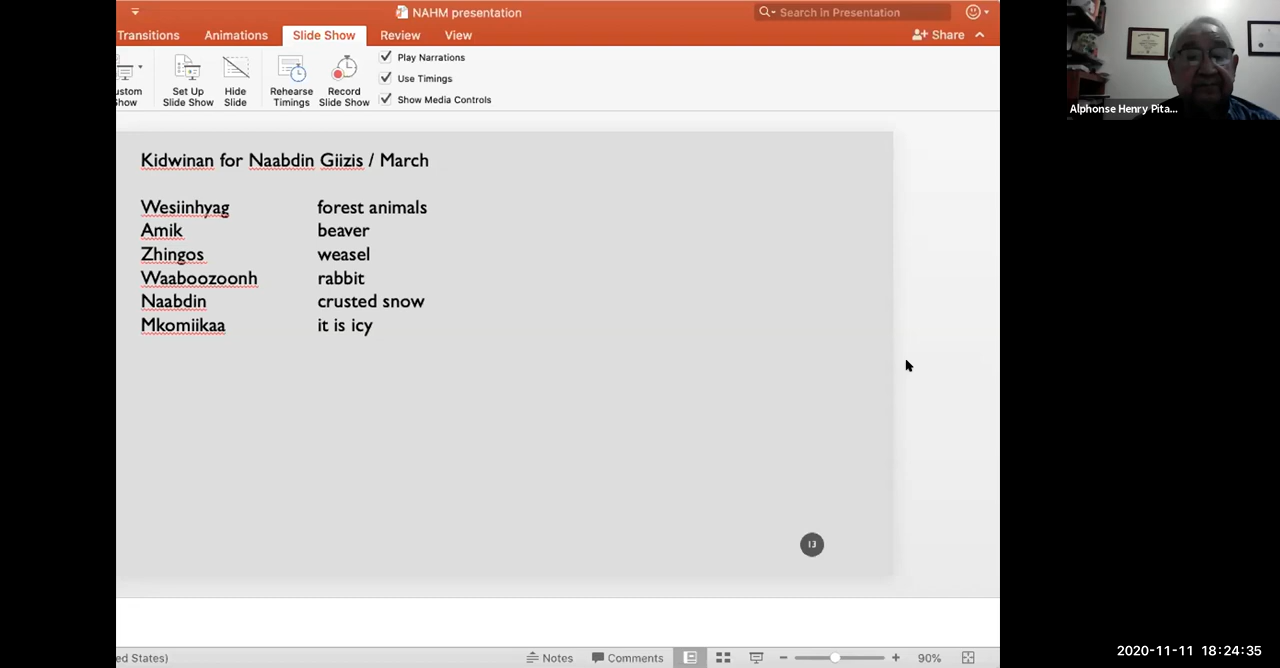 NAHM presentation
Search in Presentation
Transitions Animations Slide Show Review View
Share
ustom Show
Set Up Slide Show
Hide Slide
Rehearse Timings
Record Slide Show
Play Narrations
Use Timings
Show Media Controls
Alphonse Henry Pita...
Kidwinan for Naabdin Giizis / March
Wesiinhyag forest animals
Amik beaver
Zhingos weasel
Waaboozoonh rabbit
Naabdin crusted snow
Mkomiikaa it is icy
13
ed States) Notes Comments 90%
2020-11-11 18:24:35